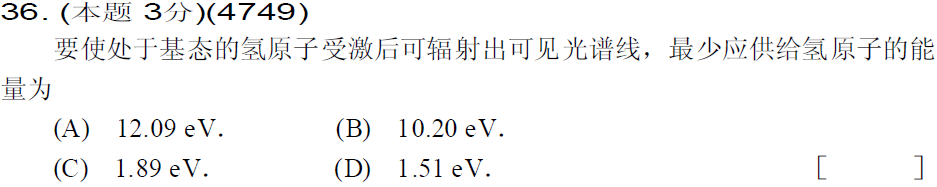 36. (本题 3分)(4749)
要使处于基态的氢原子受激后可辐射出可见光谱线，最少应供给氢原子的能
量为
(A) 12.09 eV. (B) 10.20 eV.
(C) 1.89 eV. (D) 1.51 eV. [ ]